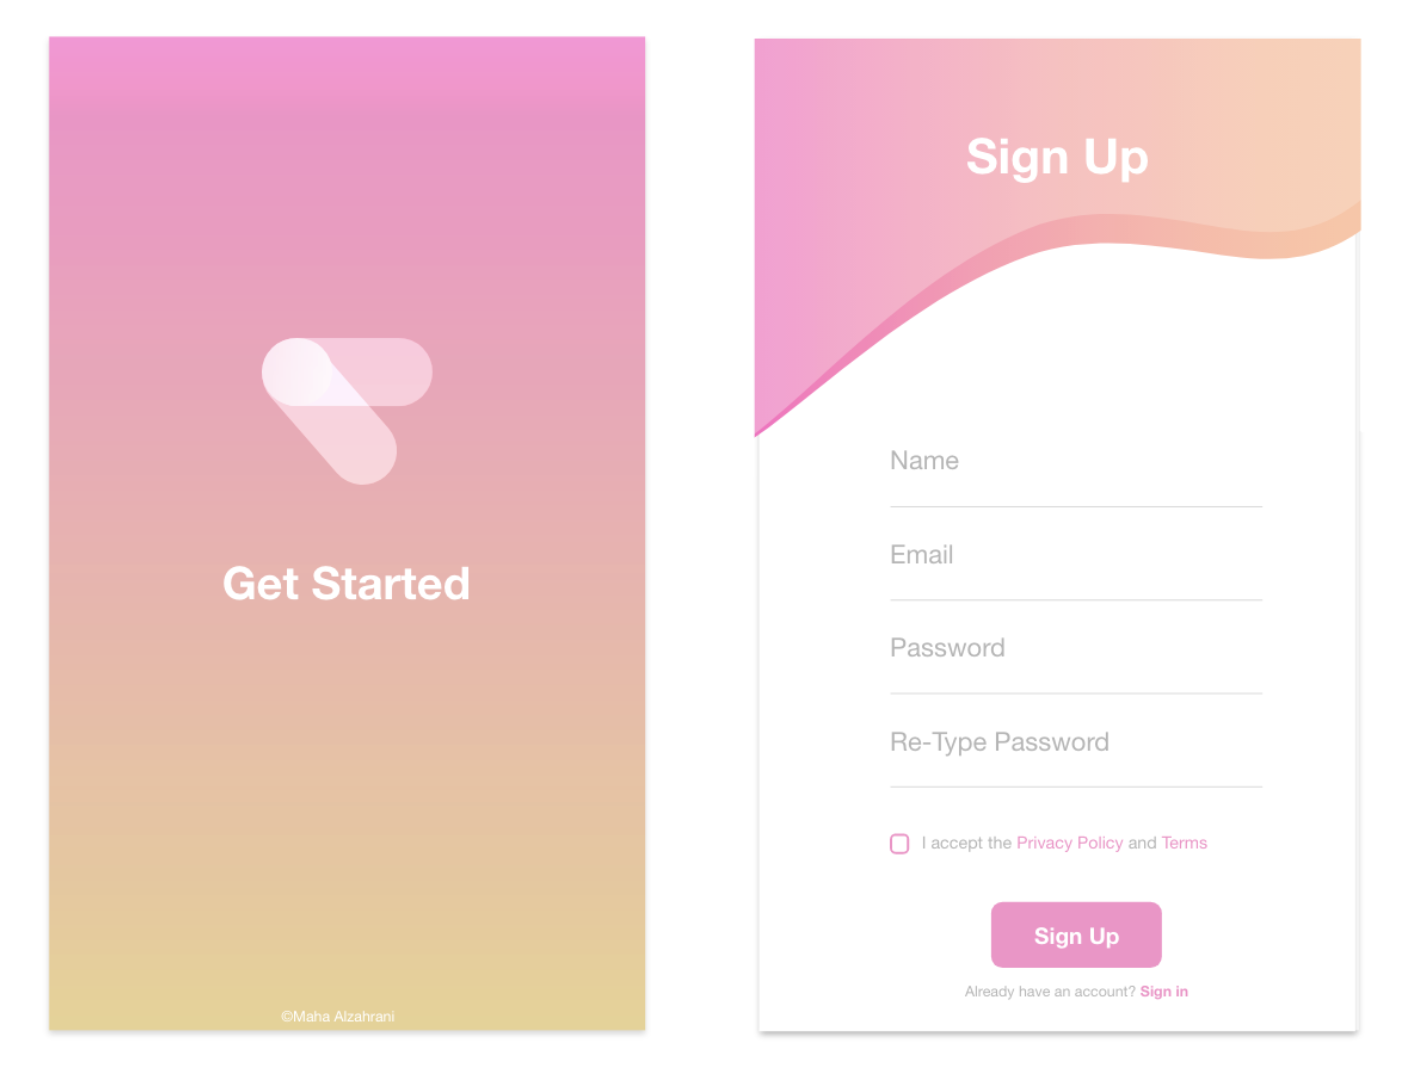 Get Started
©Maha Alzahrani
Sign Up
Name
Email
Password
Re-Type Password
I accept the Privacy Policy and Terms
Sign Up
Already have an account? Sign in